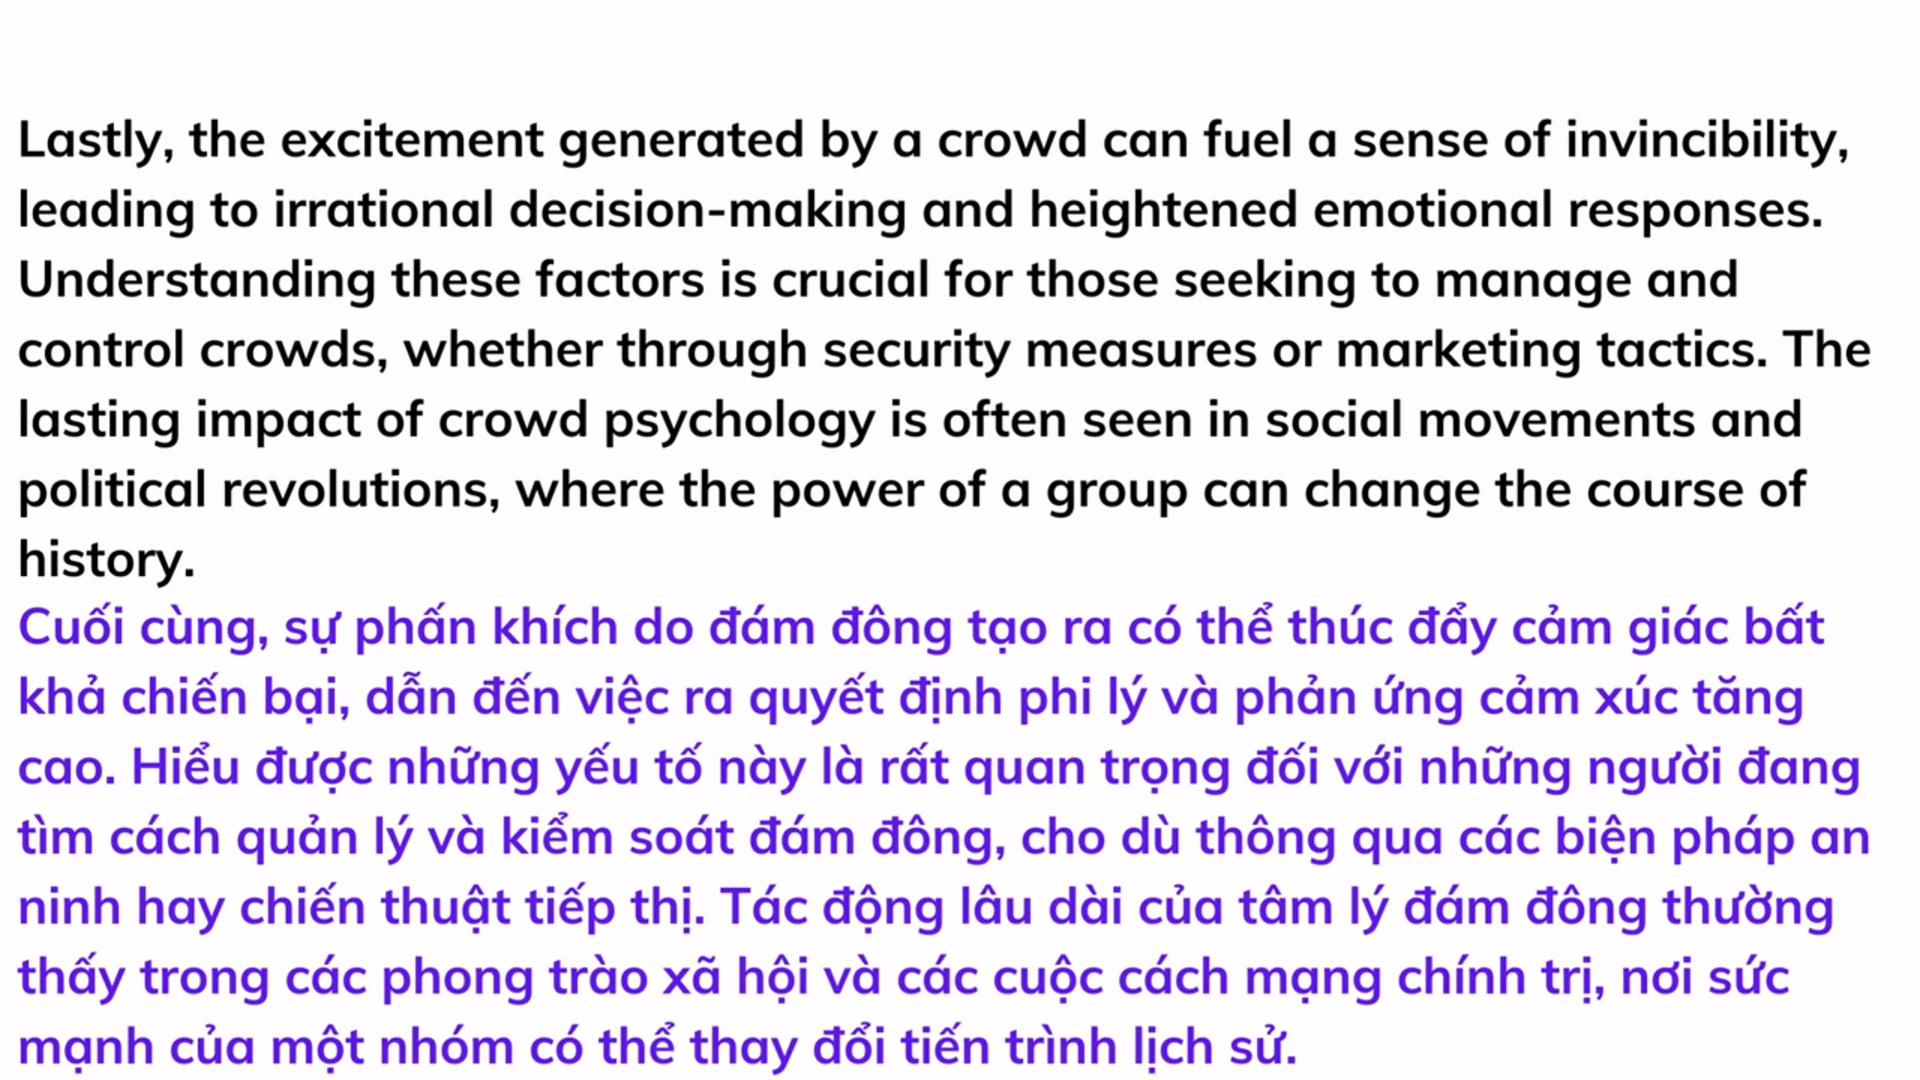 Lastly, the excitement generated by a crowd can fuel a sense of invincibility,
leading to irrational decision-making and heightened emotional responses.
Understanding these factors is crucial for those seeking to manage and
control crowds, whether through security measures or marketing tactics. The
lasting impact of crowd psychology is often seen in social movements and
political revolutions, where the power of a group can change the course of
history.
Cuối cùng, sự phấn khích do đám đông tạo ra có thể thúc đẩy cảm giác bất
khả chiến bại, dẫn đến việc ra quyết định phi lý và phản ứng cảm xúc tăng
cao. Hiểu được những yếu tố này là rất quan trọng đối với những người đang
tìm cách quản lý và kiểm soát đám đông, cho dù thông qua các biện pháp an
ninh hay chiến thuật tiếp thị. Tác động lâu dài của tâm lý đám đông thường
thấy trong các phong trào xã hội và các cuộc cách mạng chính trị, nơi sức
mạnh của một nhóm có thể thay đổi tiến trình lịch sử.